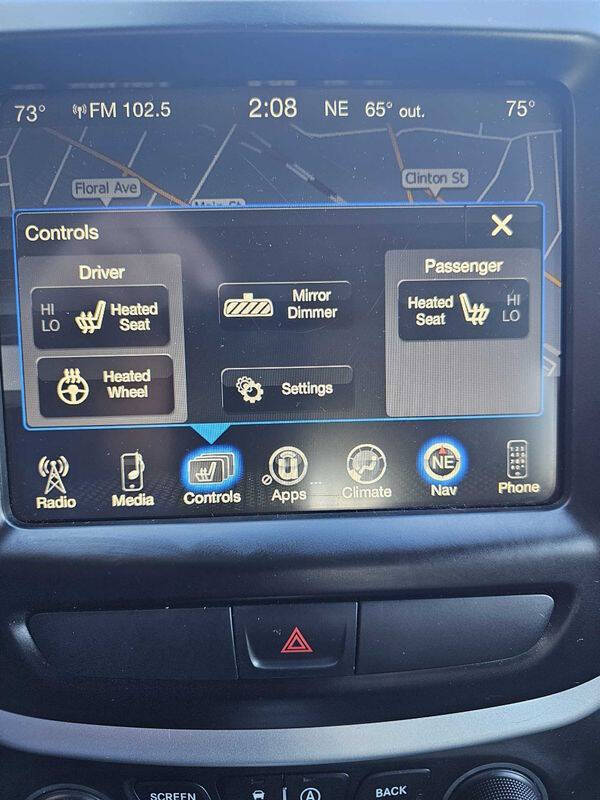 73° FM 102.5 2:08 NE 65° out. 75°
Floral Ave
Clinton St
Main St
Controls
Driver
Passenger
HI
LO
Heated
Seat
Mirror
Dimmer
Heated
Seat
HI
LO
Heated
Wheel
Settings
Radio
Media
Controls
Apps
Climate
NE
Nav
Phone
SCREEN
A
BACK